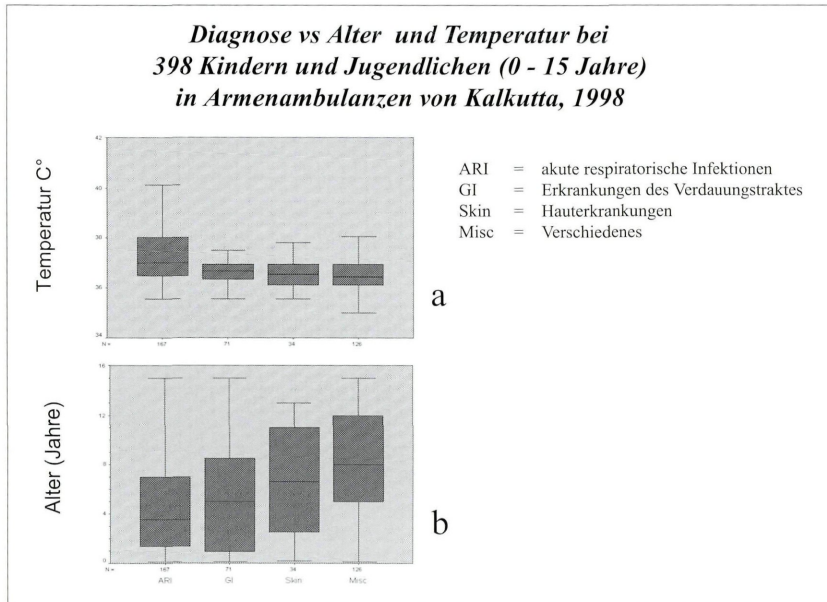 Diagnose vs Alter und Temperatur bei
398 Kindern und Jugendlichen (0 - 15 Jahre)
in Armenambulanzen von Kalkutta, 1998
Temperatur C°
42
40
38
36
34
N =
167
71
34
126
a
ARI = akute respiratorische Infektionen
GI = Erkrankungen des Verdauungstraktes
Skin = Hauterkrankungen
Misc = Verschiedenes
Alter (Jahre)
16
12
8
4
0
N =
167
71
34
126
ARI
GI
Skin
Misc
b